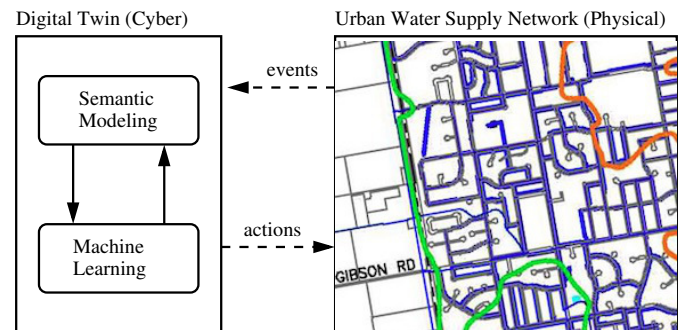 Digital Twin (Cyber)
Urban Water Supply Network (Physical)
events
Semantic
Modeling
actions
Machine
Learning
GIBSON RD